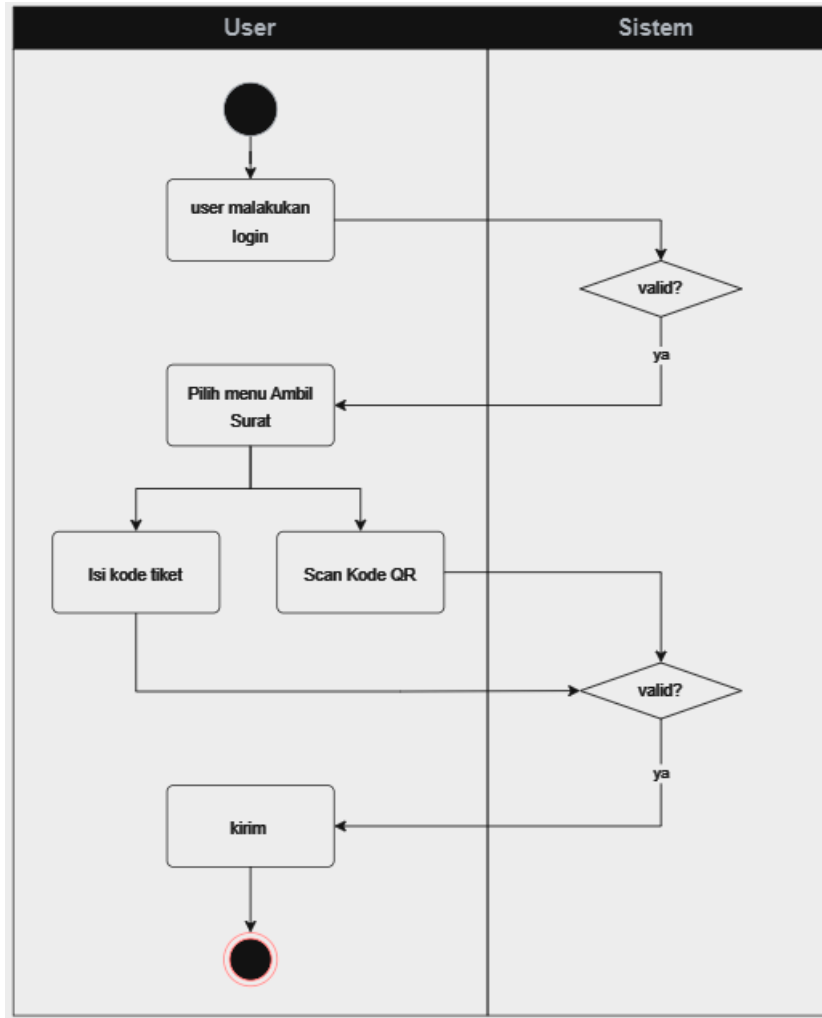 User
Sistem
user malakukan
login
valid?
ya
Pilih menu Ambil
Surat
Isi kode tiket
Scan Kode QR
valid?
ya
kirim